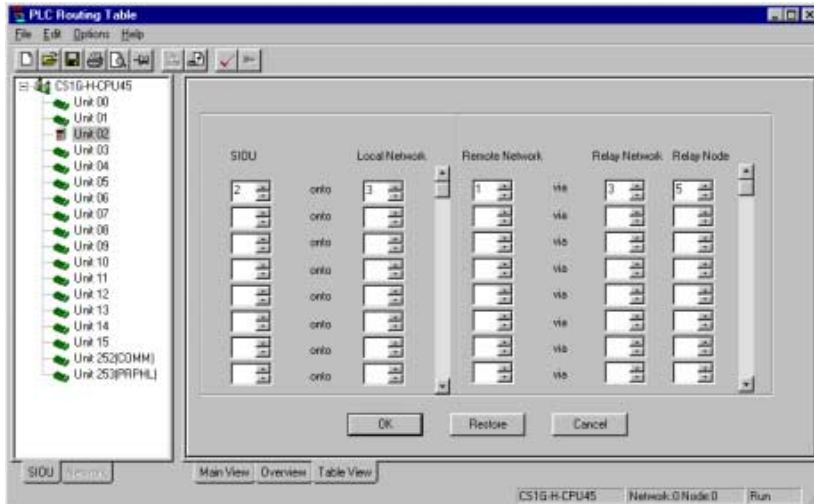 PLC Routing Table
File Edit Options Help
CS1G-H-CPU45
Unit 00
Unit 01
Unit 02
Unit 03
Unit 04
Unit 05
Unit 06
Unit 07
Unit 08
Unit 09
Unit 10
Unit 11
Unit 12
Unit 13
Unit 14
Unit 15
Unit 252(COMM)
Unit 253(PRPHL)
SIOU Network
SIOU Local Network Remote Network Relay Network Relay Node
2 onto 3 1 via 3 5
onto via
onto via
onto via
onto via
onto via
onto via
onto via
OK Restore Cancel
Main View Overview Table View
CS1G-H-CPU45 Network:0 Node:0 Run